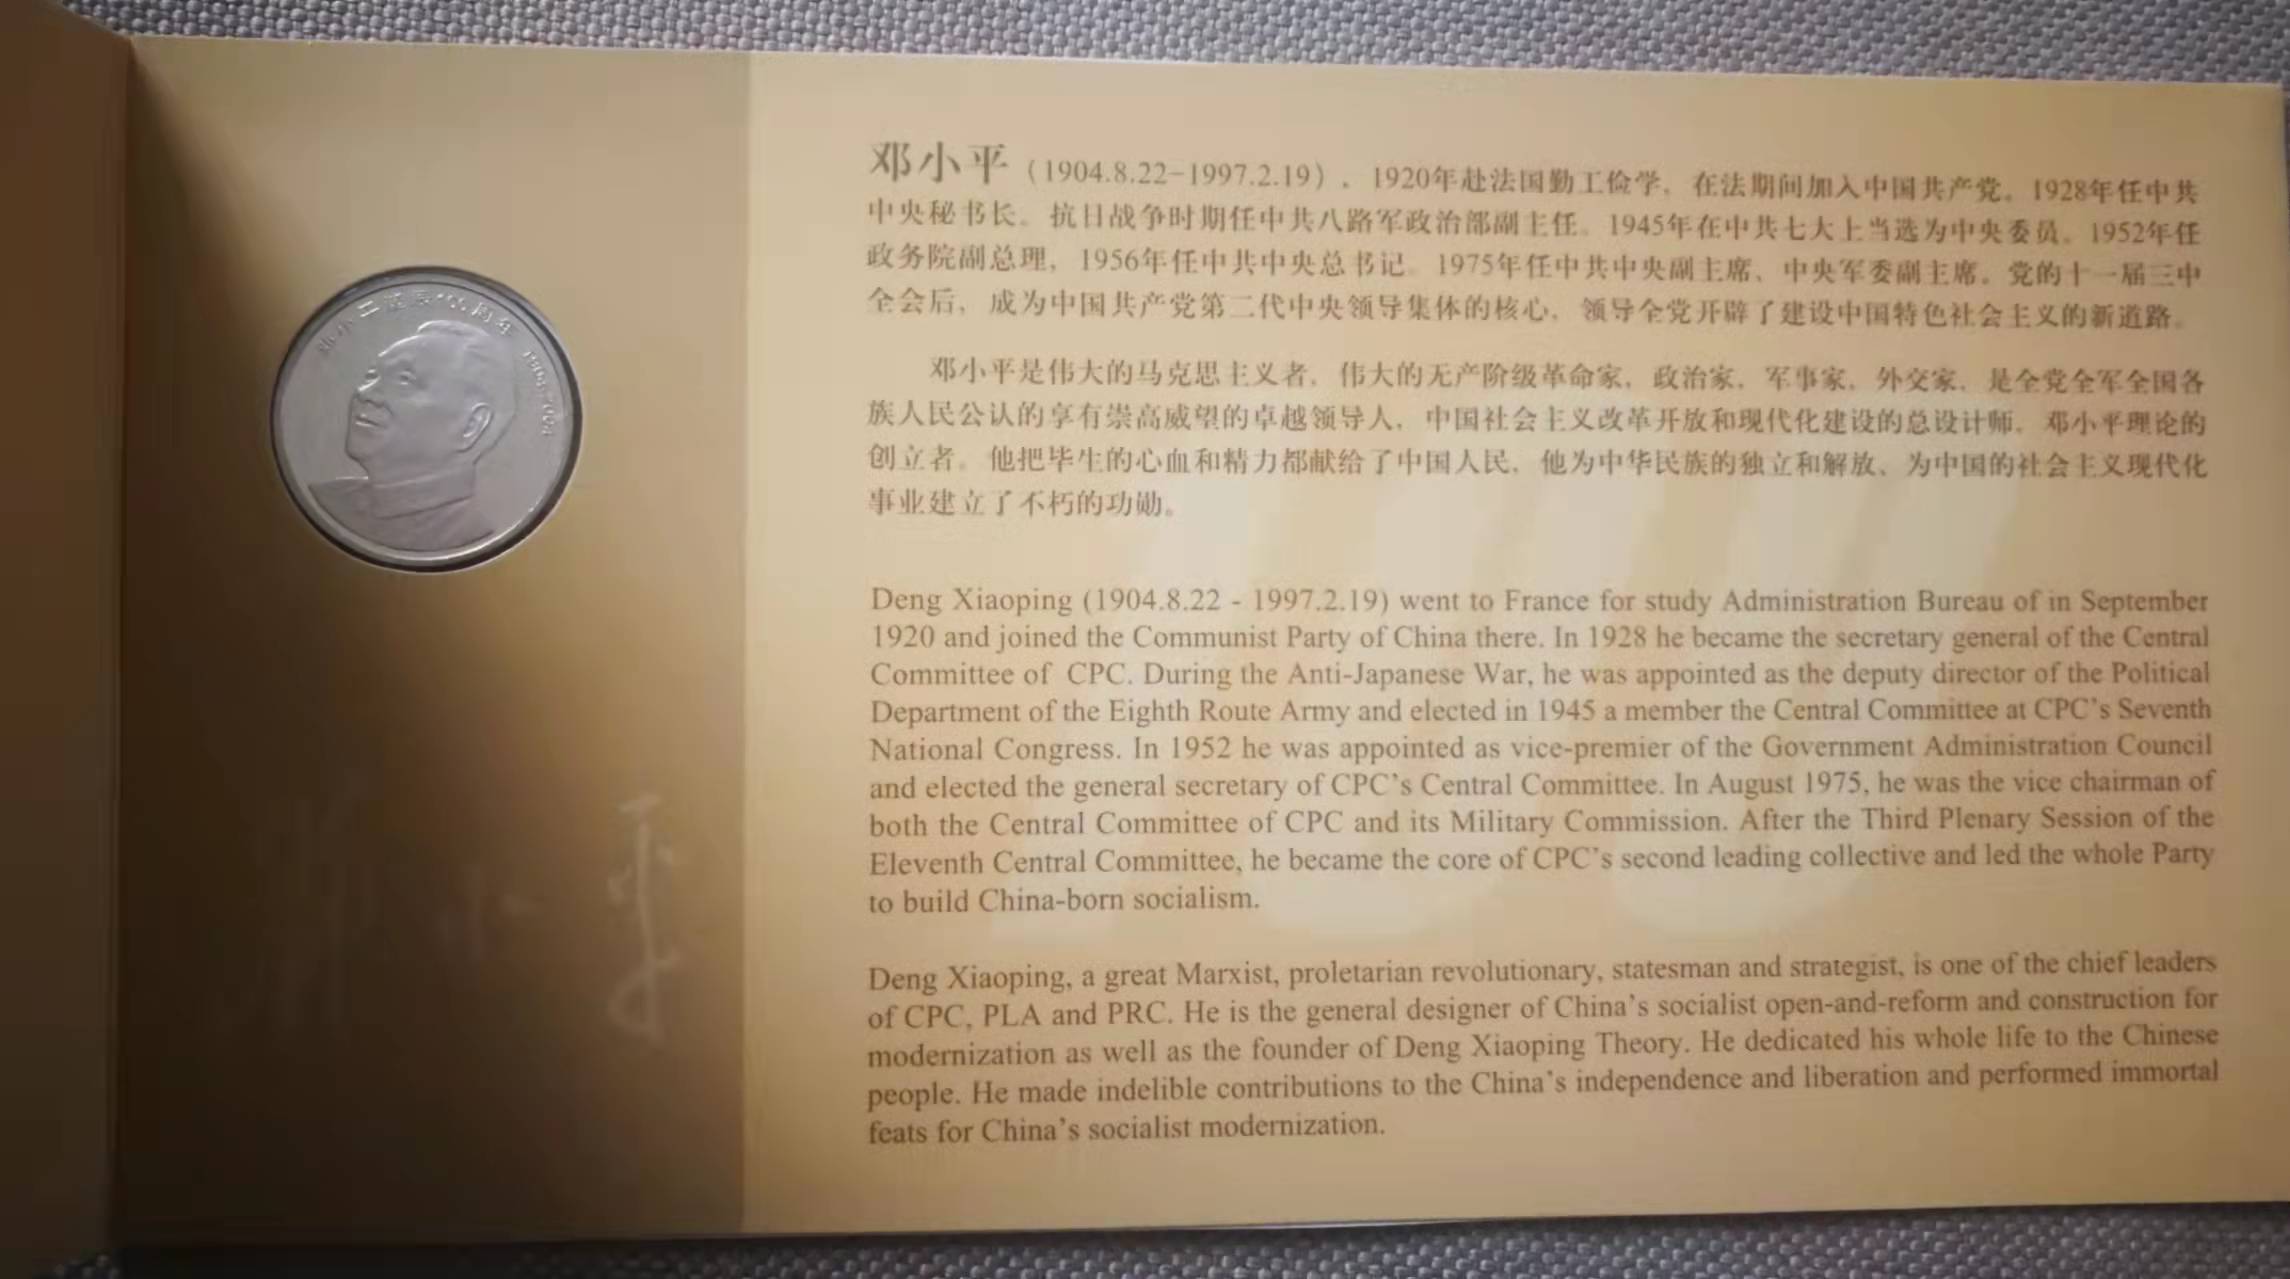 诞辰100周年
1904-2004
邓小平
邓小平（1904.8.22-1997.2.19），1920年赴法国勤工俭学，在法期间加入中国共产党。1928年任中共
中央秘书长。抗日战争时期任中共八路军政治部副主任。1945年在中共七大上当选为中央委员。1952年任
政务院副总理，1956年任中共中央总书记。1975年任中共中央副主席、中央军委副主席。党的十一届三中
全会后，成为中国共产党第二代中央领导集体的核心，领导全党开辟了建设中国特色社会主义的新道路。
邓小平是伟大的马克思主义者，伟大的无产阶级革命家，政治家，军事家，外交家，是全党全军全国各
族人民公认的享有崇高威望的卓越领导人，中国社会主义改革开放和现代化建设的总设计师，邓小平理论的
创立者。他把毕生的心血和精力都献给了中国人民，他为中华民族的独立和解放、为中国的社会主义现代化
事业建立了不朽的功勋。
Deng Xiaoping (1904.8.22 - 1997.2.19) went to France for study Administration Bureau of in September
1920 and joined the Communist Party of China there. In 1928 he became the secretary general of the Central
Committee of CPC. During the Anti-Japanese War, he was appointed as the deputy director of the Political
Department of the Eighth Route Army and elected in 1945 a member the Central Committee at CPC's Seventh
National Congress. In 1952 he was appointed as vice-premier of the Government Administration Council
and elected the general secretary of CPC's Central Committee. In August 1975, he was the vice chairman of
both the Central Committee of CPC and its Military Commission. After the Third Plenary Session of the
Eleventh Central Committee, he became the core of CPC's second leading collective and led the whole Party
to build China-born socialism.
Deng Xiaoping, a great Marxist, proletarian revolutionary, statesman and strategist, is one of the chief leaders
of CPC, PLA and PRC. He is the general designer of China's socialist open-and-reform and construction for
modernization as well as the founder of Deng Xiaoping Theory. He dedicated his whole life to the Chinese
people. He made indelible contributions to the China's independence and liberation and performed immortal
feats for China's socialist modernization.